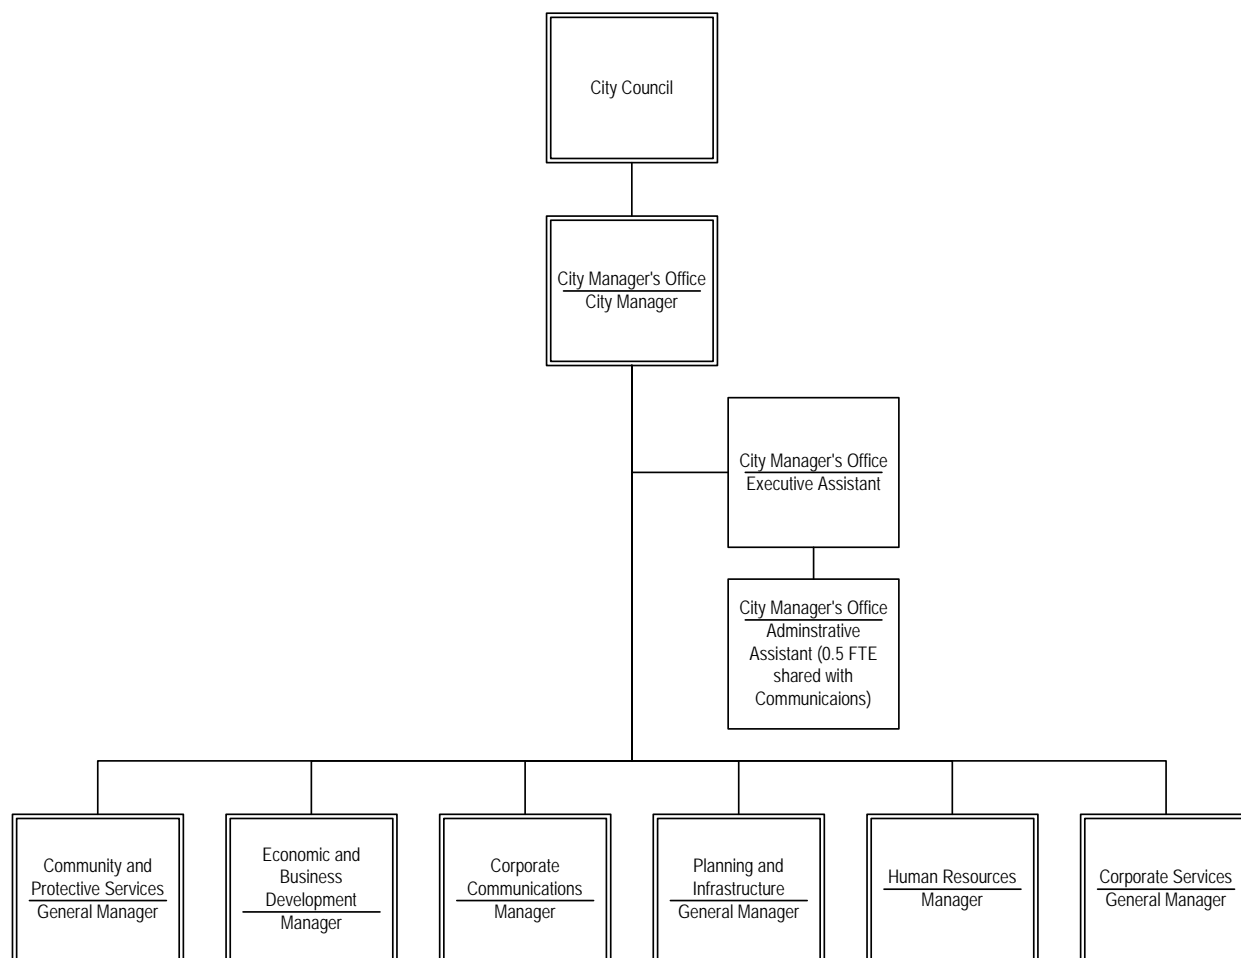 City Council
City Manager's Office
City Manager
City Manager's Office
Executive Assistant
City Manager's Office
Adminstrative
Assistant (0.5 FTE
shared with
Communicaions)
Community and
Protective Services
General Manager
Economic and
Business
Development
Manager
Corporate
Communications
Manager
Planning and
Infrastructure
General Manager
Human Resources
Manager
Corporate Services
General Manager